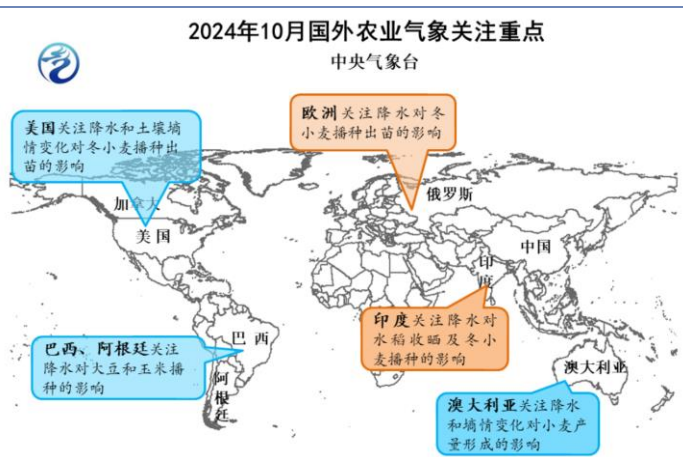 2024年10月国外农业气象关注重点
中央气象台
美国关注降水和土壤墒
情变化对冬小麦播种出
苗的影响
欧洲关注降水对冬
小麦播种出苗的影响
加拿大
俄罗斯
美国
中国
印度
印度关注降水对
水稻收晒及冬小
麦播种的影响
巴西
巴西、阿根廷关注
降水对大豆和玉米播
种的影响
阿根廷
澳大利亚
澳大利亚关注降水
和墒情变化对小麦产
量形成的影响